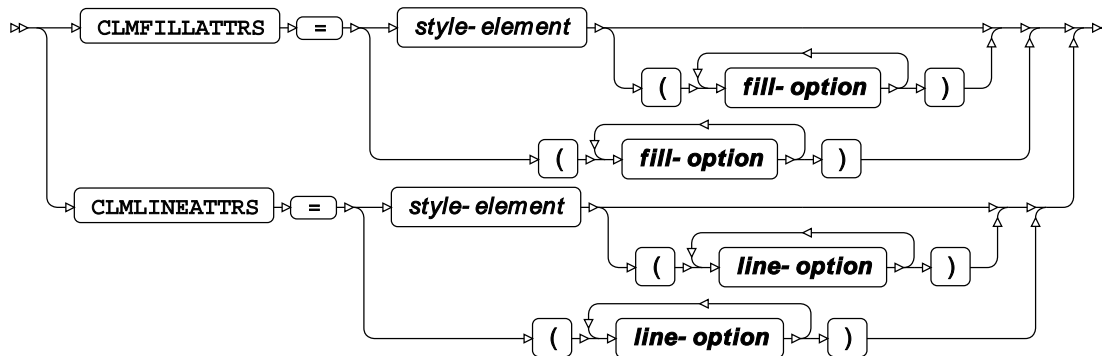 CLMFILLATTRS = style-element
( fill-option )
( fill-option )
CLMLINEATTRS = style-element
( line-option )
( line-option )